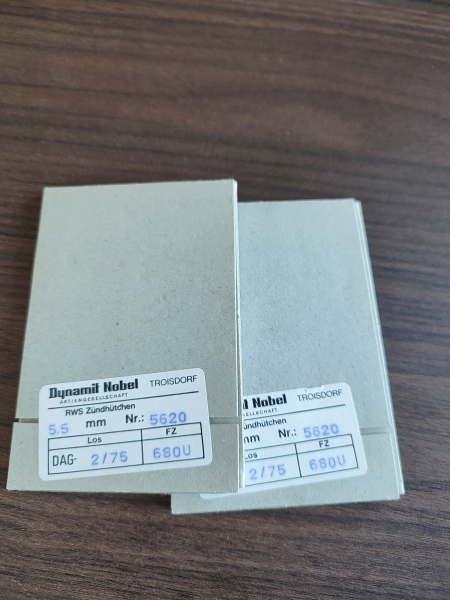 Dynamit Nobel TROISDORF
AKTIENGESELLSCHAFT
RWS Zündhütchen
5.5 mm Nr.: 5620
Los FZ
DAG- 2/75 680U
Nobel TROISDORF
GESELLSCHAFT
Zündhütchen
mm Nr.: 5620
Los FZ
2/75 680U